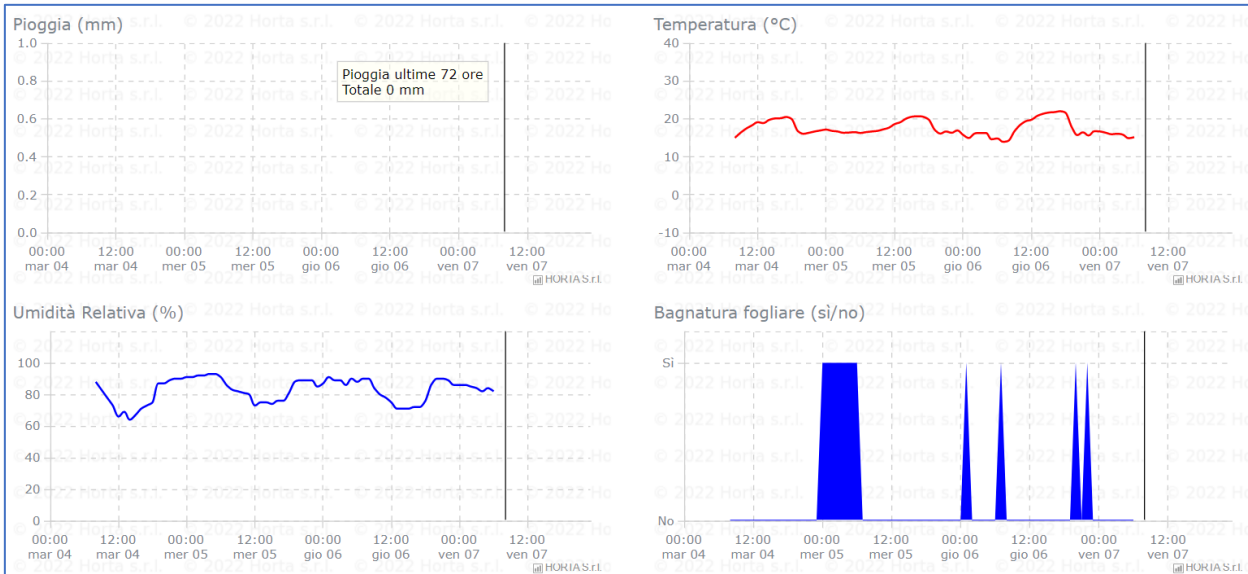 Pioggia (mm)
1.0
0.8
0.6
0.4
0.2
0.0
Pioggia ultime 72 ore
Totale 0 mm
00:00 12:00 00:00 12:00 00:00 12:00 00:00 12:00
mar 04 mar 04 mer 05 mer 05 gio 06 gio 06 ven 07 ven 07
HORTA S.r.l.
Temperatura (°C)
40
30
20
10
0
-10
00:00 12:00 00:00 12:00 00:00 12:00 00:00 12:00
mar 04 mar 04 mer 05 mer 05 gio 06 gio 06 ven 07 ven 07
HORTA S.r.l.
Umidità Relativa (%)
100
80
60
40
20
0
00:00 12:00 00:00 12:00 00:00 12:00 00:00 12:00
mar 04 mar 04 mer 05 mer 05 gio 06 gio 06 ven 07 ven 07
HORTA S.r.l.
Bagnatura fogliare (sì/no)
Sì
No
00:00 12:00 00:00 12:00 00:00 12:00 00:00 12:00
mar 04 mar 04 mer 05 mer 05 gio 06 gio 06 ven 07 ven 07
HORTA S.r.l.
© 2022 Horta s.r.l.